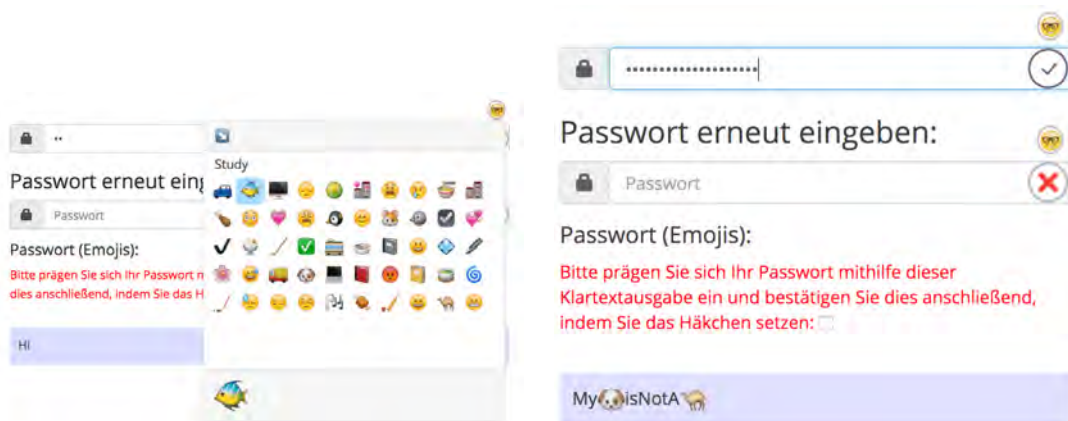 ••
Study
Passwort erneut eing
Passwort
Passwort (Emojis):
Bitte prägen Sie sich Ihr Passwort
dies anschließend, indem Sie das H
Hi
••••••••••••••••••••
Passwort erneut eingeben:
Passwort
Passwort (Emojis):
Bitte prägen Sie sich Ihr Passwort mithilfe dieser
Klartextausgabe ein und bestätigen Sie dies anschließend,
indem Sie das Häkchen setzen:
My🐶isNotA🐪